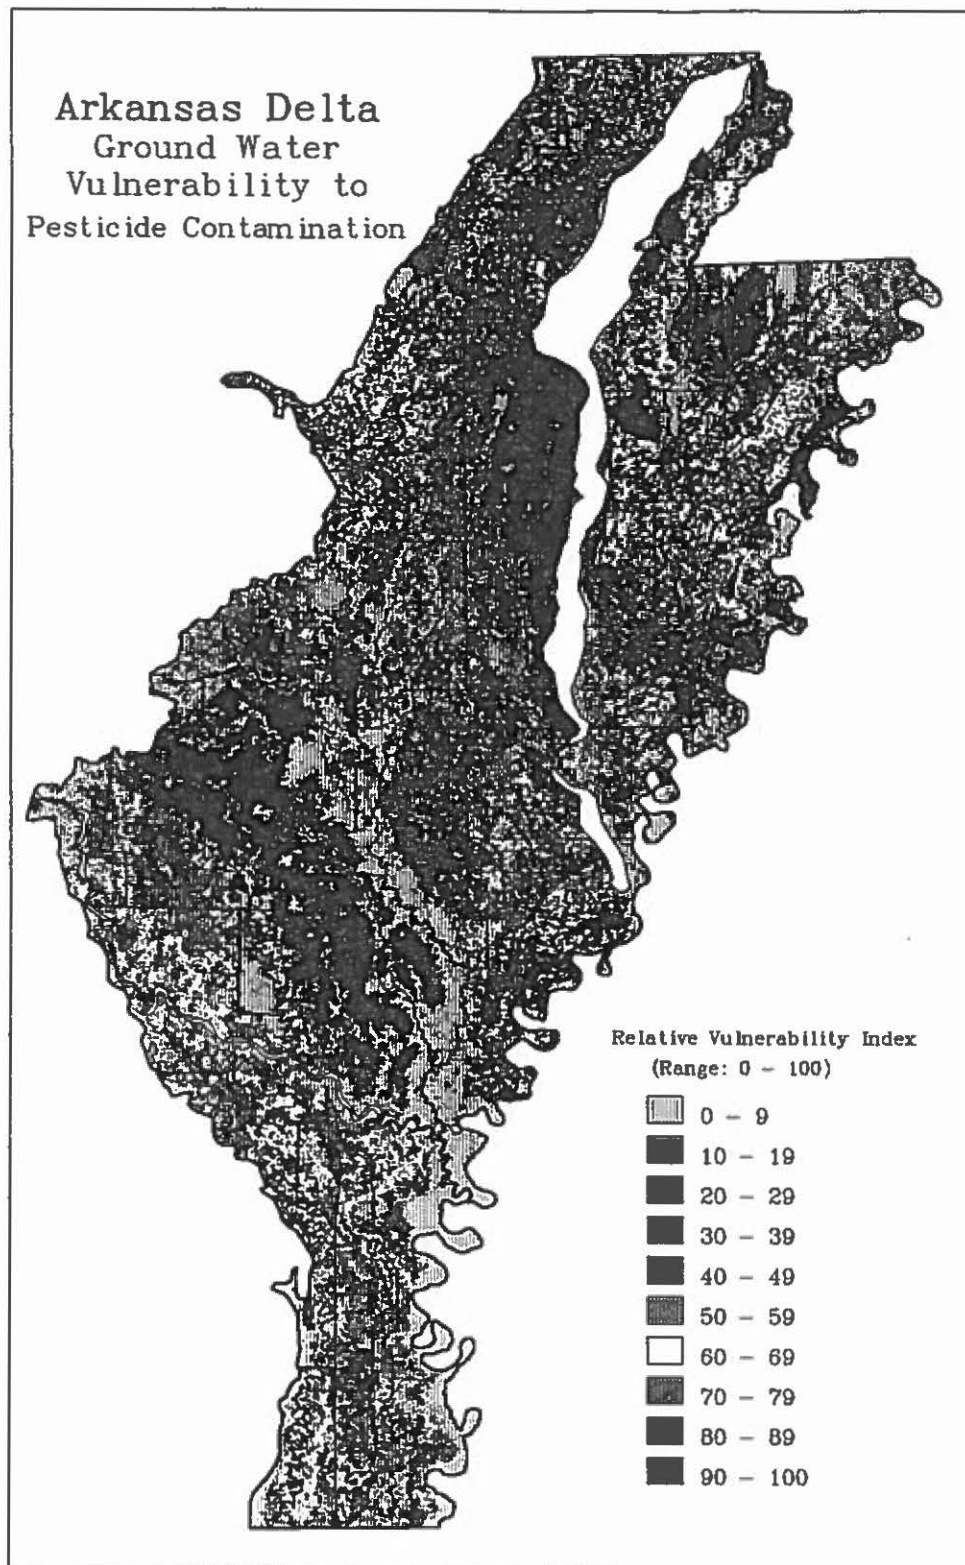 Arkansas Delta
Ground Water
Vulnerability to
Pesticide Contamination
Relative Vulnerability Index
(Range: 0 - 100)
0 - 9
10 - 19
20 - 29
30 - 39
40 - 49
50 - 59
60 - 69
70 - 79
80 - 89
90 - 100